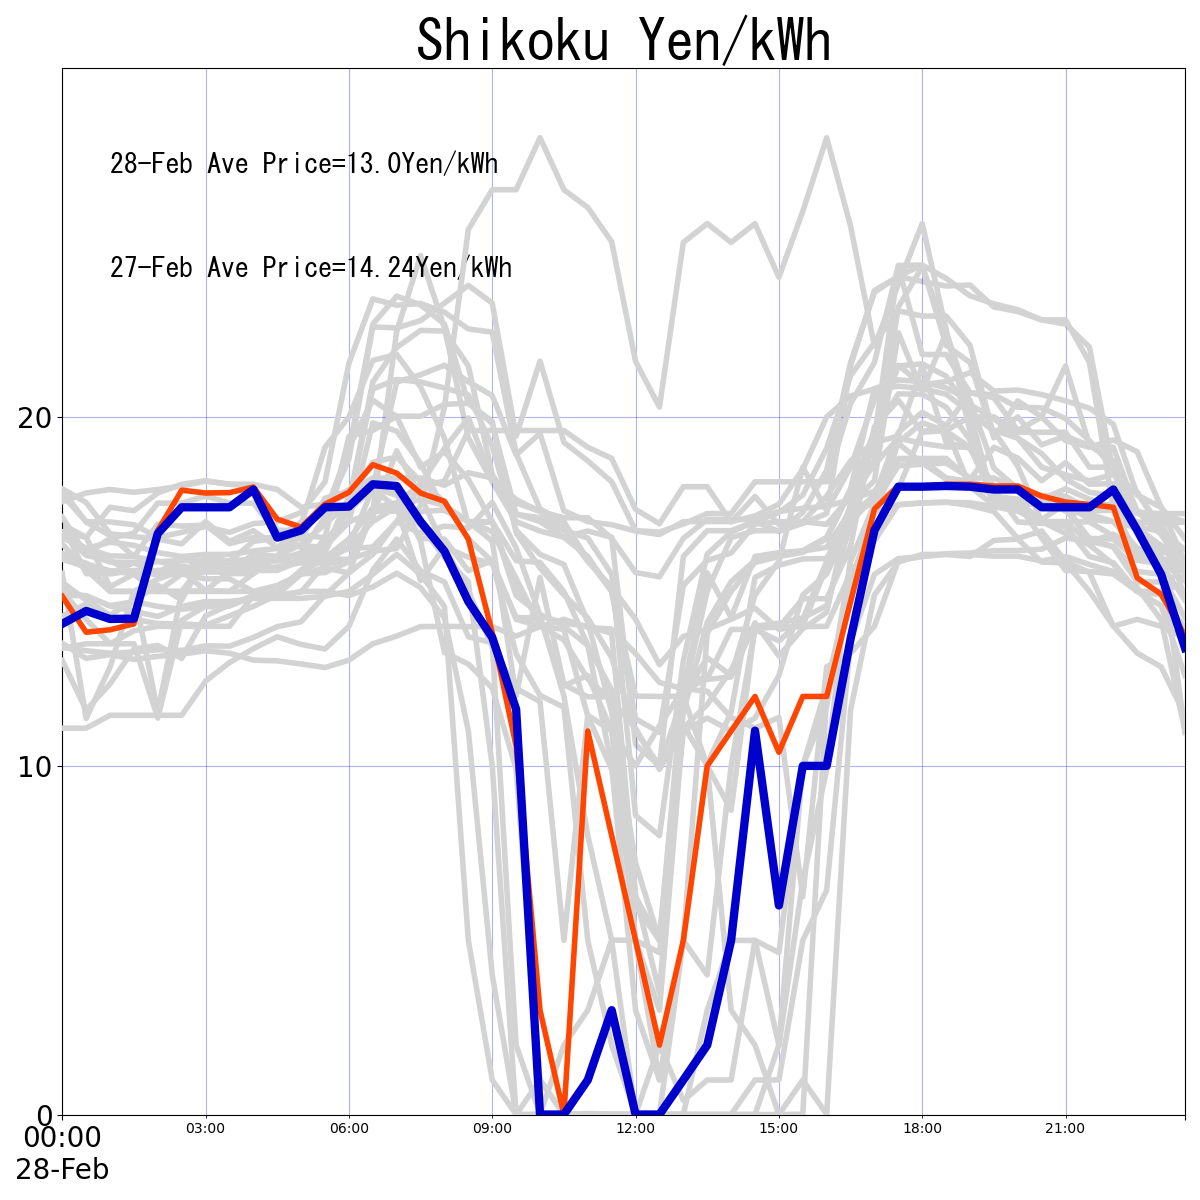 Shikoku Yen/kWh
28-Feb Ave Price=13.0Yen/kWh
27-Feb Ave Price=14.24Yen/kWh
20
10
0
00:00 03:00 06:00 09:00 12:00 15:00 18:00 21:00
28-Feb